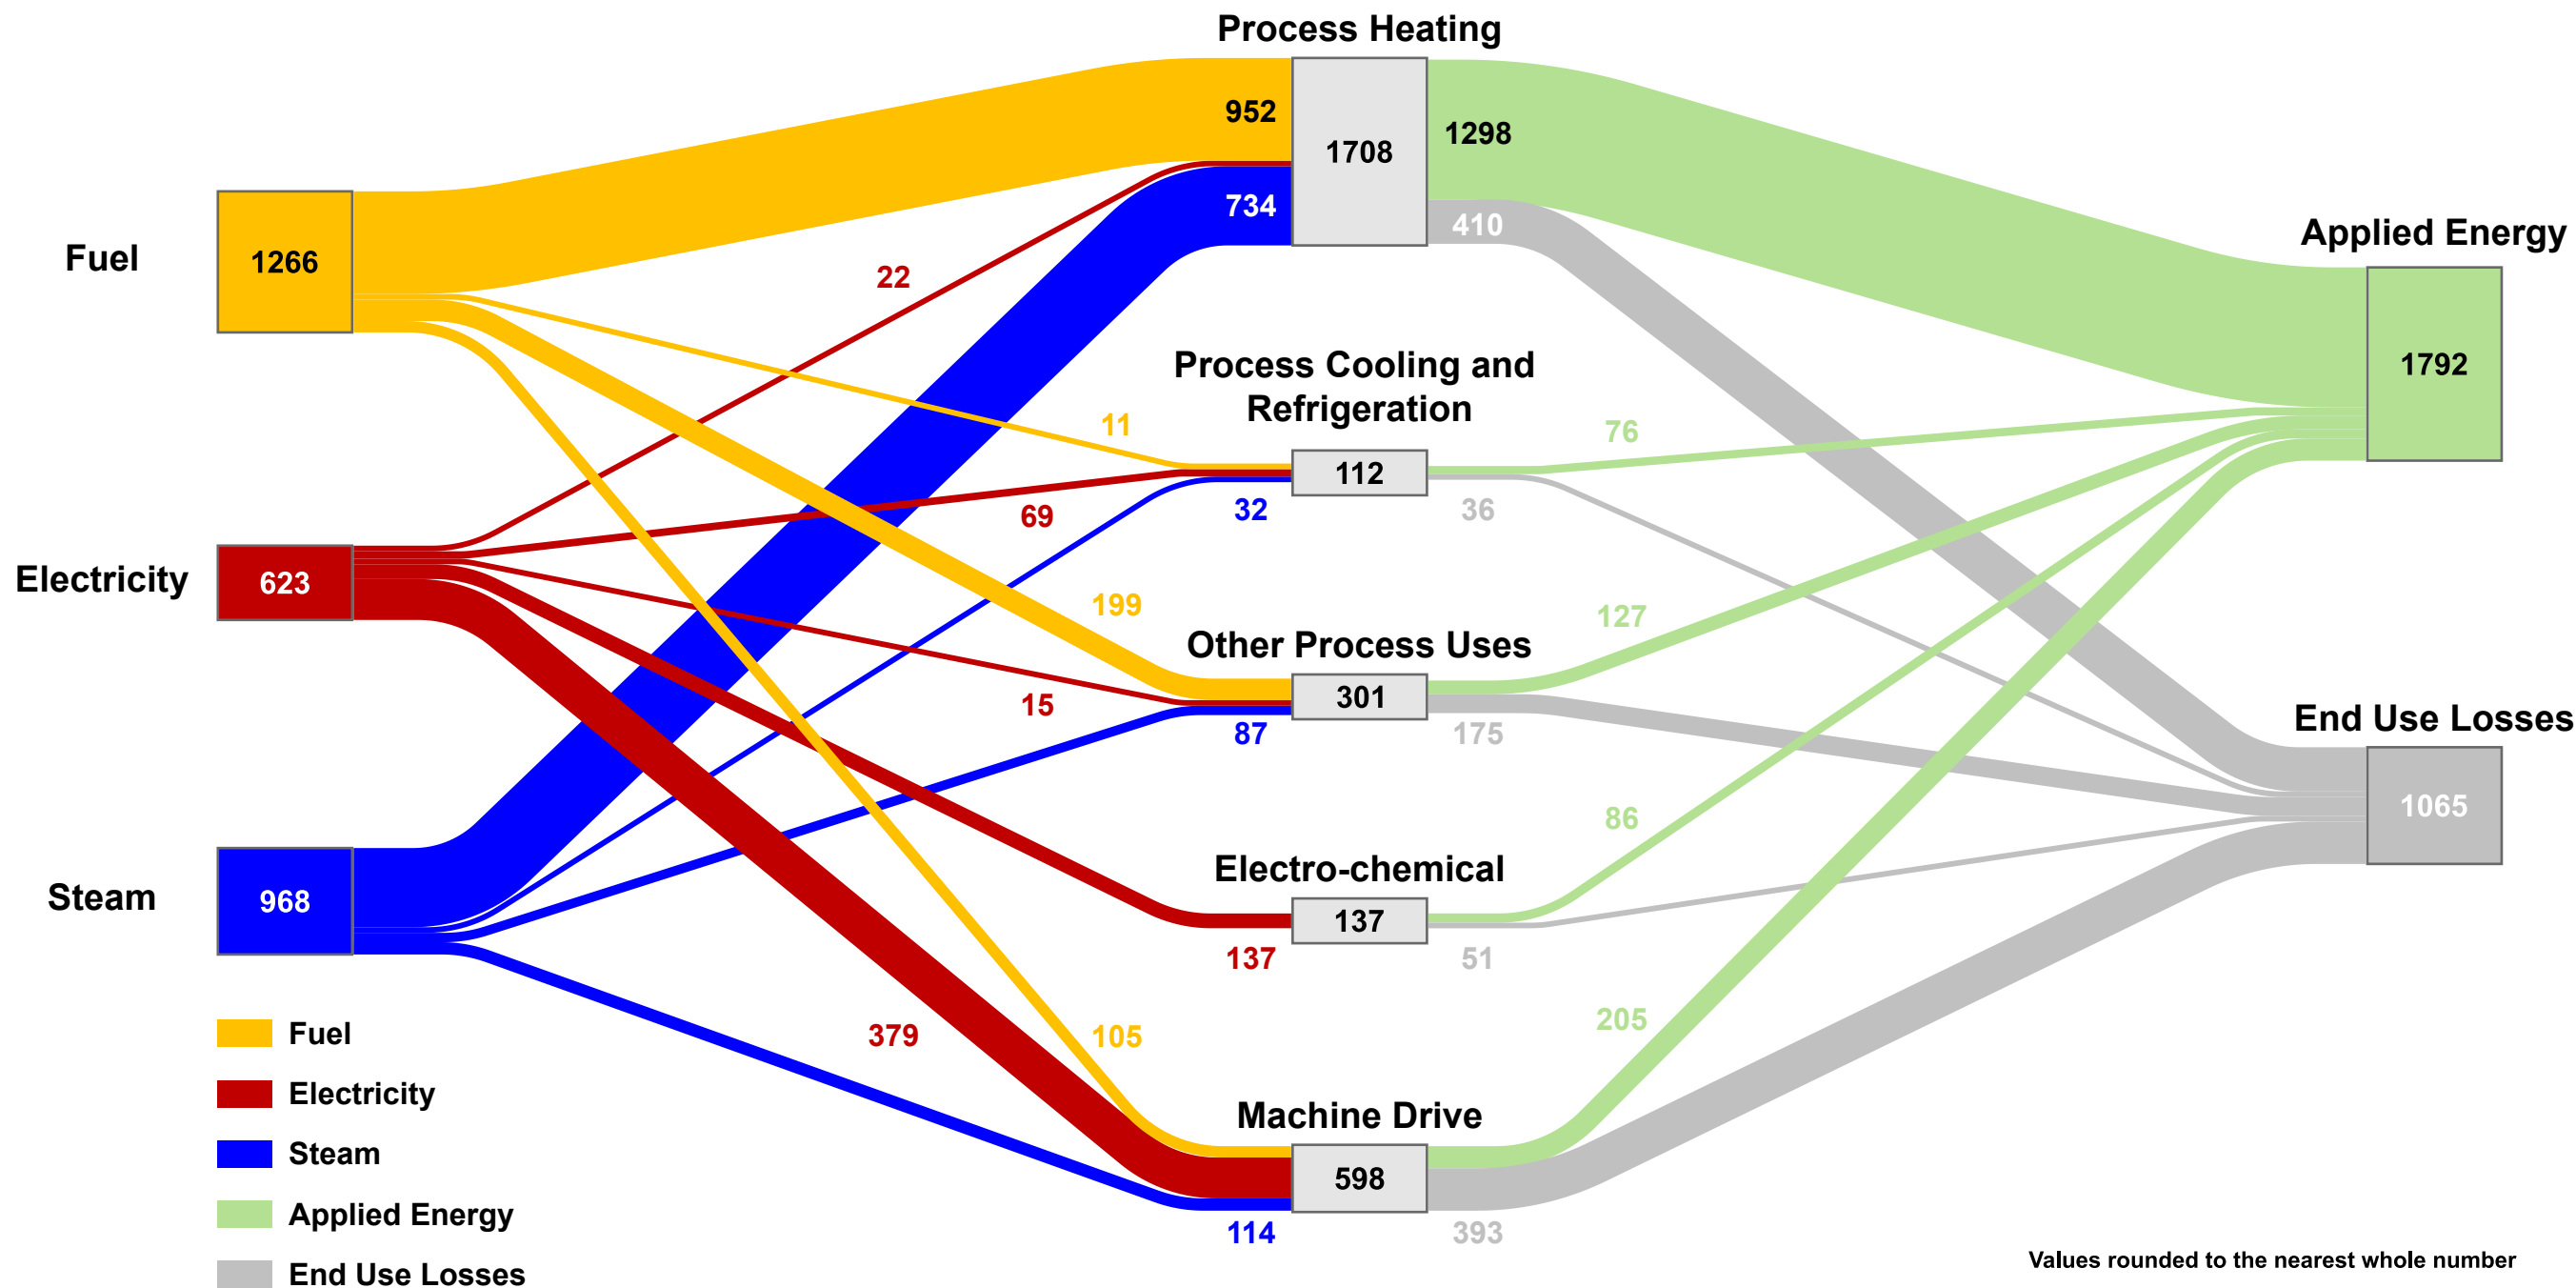 Process Heating
952
1708
1298
734
410
Fuel
1266
22
Applied Energy
1792
Process Cooling and
Refrigeration
11
76
112
69
32
36
Electricity
623
199
127
Other Process Uses
301
15
87
175
End Use Losses
1065
86
Electro-chemical
Steam
968
137
137
51
379
105
205
Machine Drive
598
114
393
Fuel
Electricity
Steam
Applied Energy
End Use Losses
Values rounded to the nearest whole number